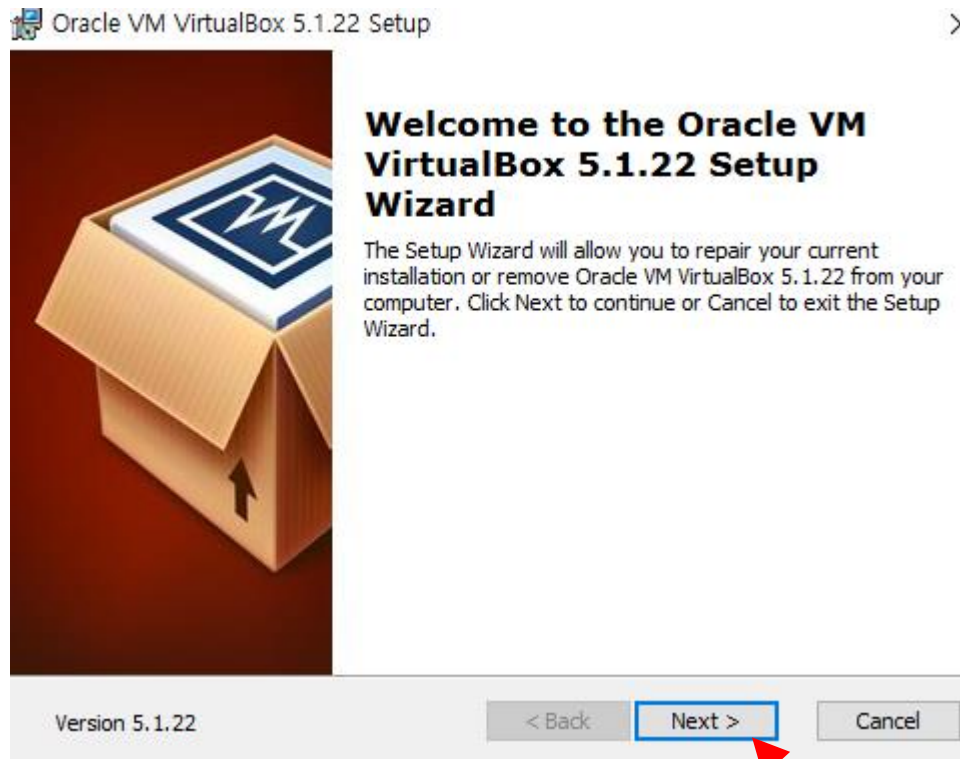 Oracle VM VirtualBox 5.1.22 Setup
Welcome to the Oracle VM
VirtualBox 5.1.22 Setup
Wizard
The Setup Wizard will allow you to repair your current
installation or remove Oracle VM VirtualBox 5.1.22 from your
computer. Click Next to continue or Cancel to exit the Setup
Wizard.
Version 5.1.22
< Back
Next >
Cancel